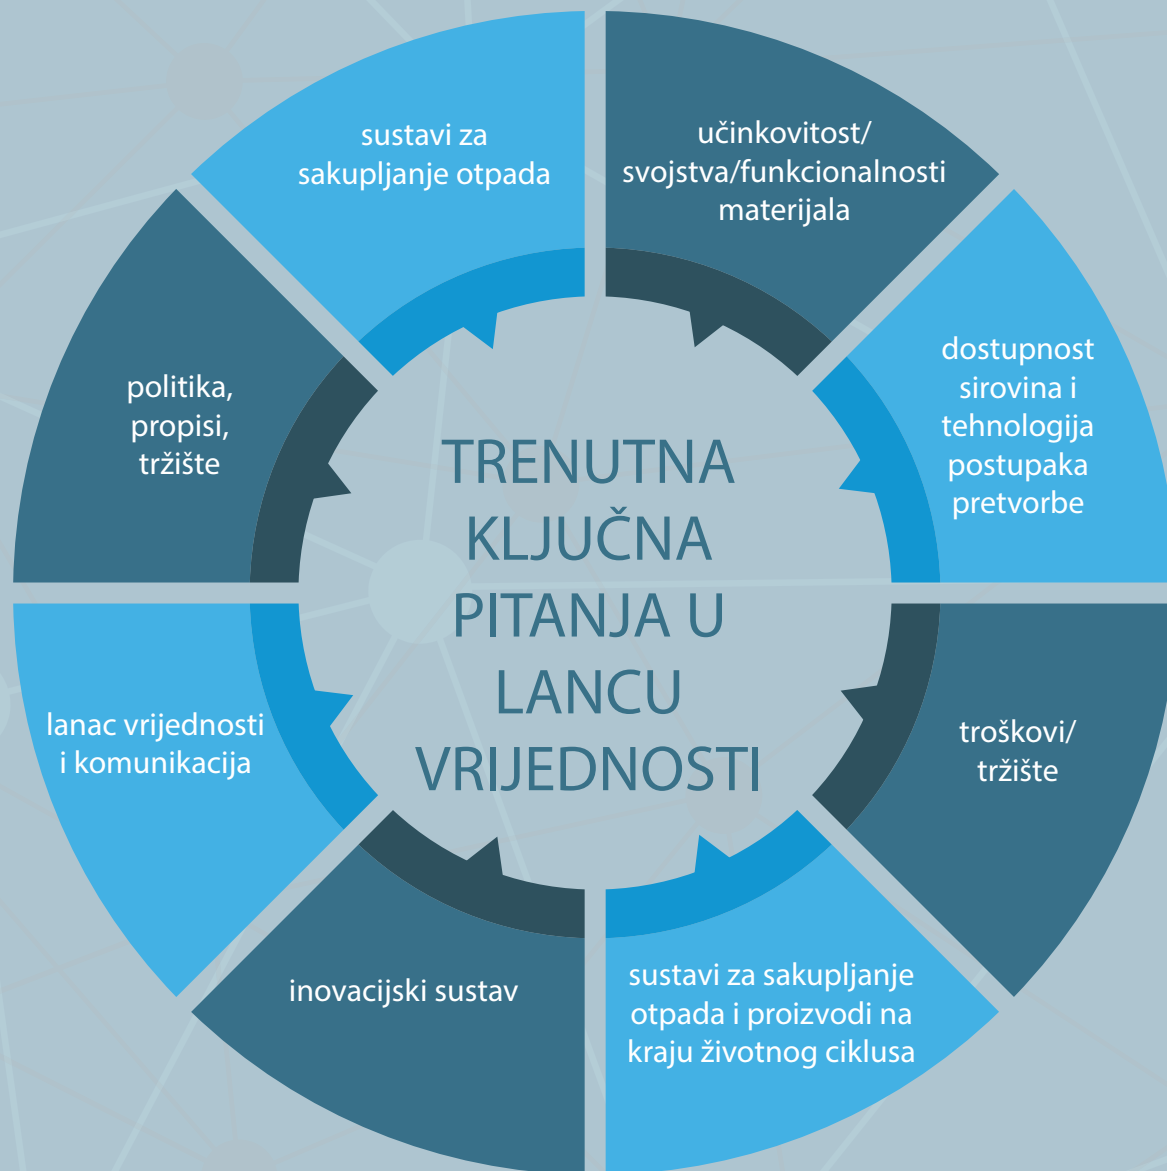 sustavi za
sakupljanje otpada
učinkovitost/
svojstva/funkcionalnosti
materijala
dostupnost
sirovina i
tehnologija
postupaka
pretvorbe
troškovi/
tržište
sustavi za sakupljanje
otpada i proizvodi na
kraju životnog ciklusa
inovacijski sustav
lanac vrijednosti
i komunikacija
politika,
propisi,
tržište
TRENUTNA
KLJUČNA
PITANJA U
LANCU
VRIJEDNOSTI